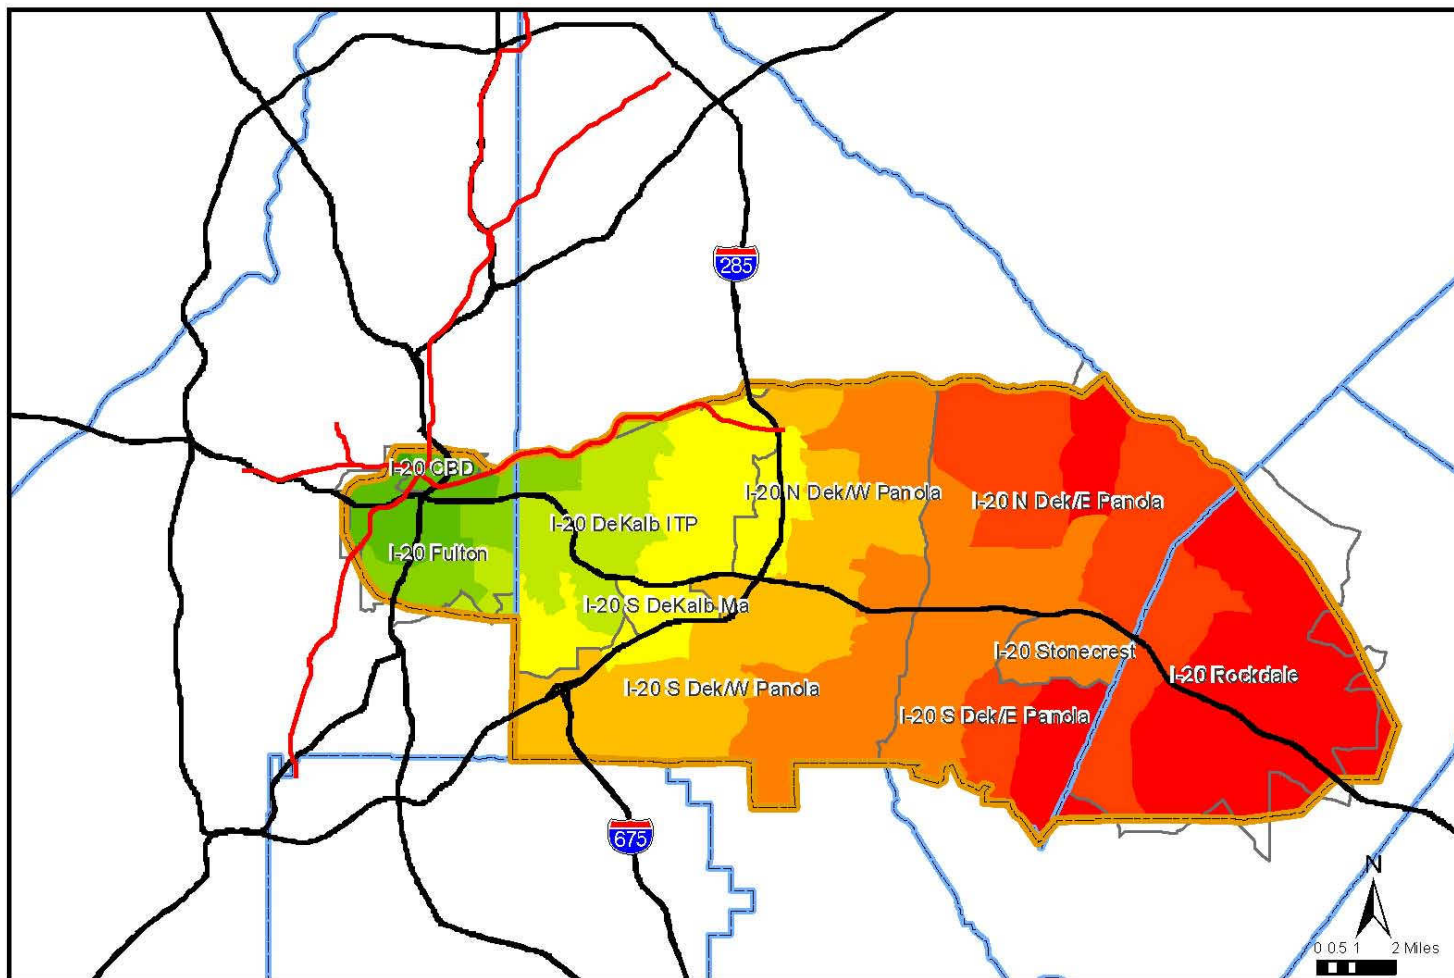 285
I-20 CBD
I-20 N Dek/W Panola
I-20 N Dek/E Panola
I-20 DeKalb ITP
I-20 Fulton
I-20 S DeKalb Ma
I-20 Stonecrest
I-20 Rockdale
I-20 S Dek/W Panola
I-20 S Dek/E Panola
675
N
0 0.5 1 2 Miles